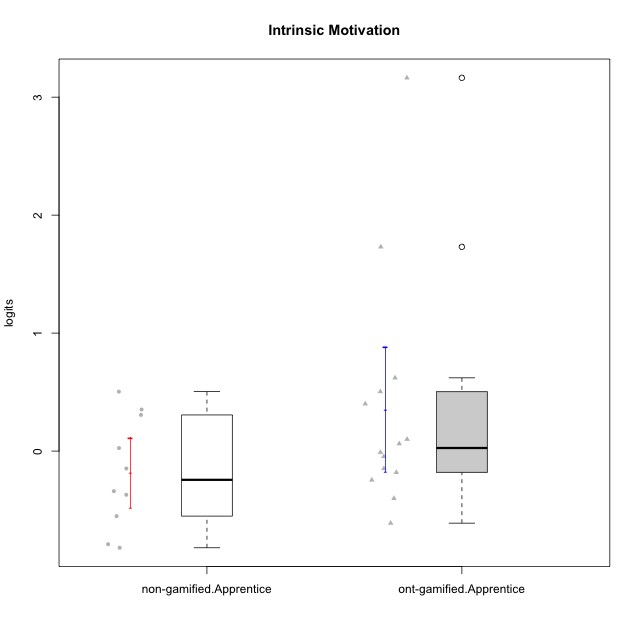 Intrinsic Motivation
logits
3
2
1
0
non-gamified.Apprentice
ont-gamified.Apprentice